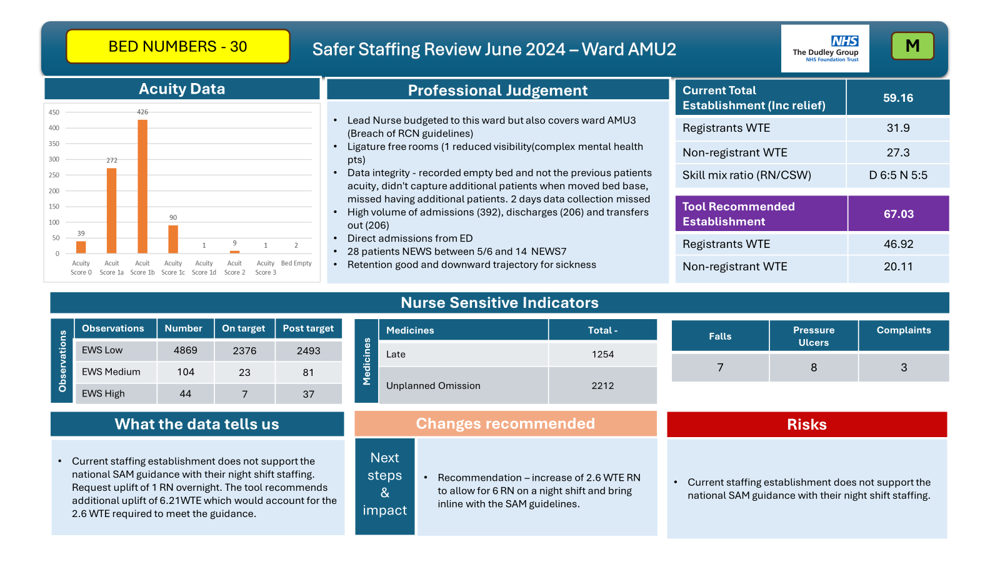 BED NUMBERS - 30
Safer Staffing Review June 2024 – Ward AMU2
NHS
The Dudley Group
NHS Foundation Trust
M
Acuity Data
450
400
350
300
250
200
150
100
50
0
39
272
426
90
1
9
1
2
Acuity Score 0
Acuit Score 1a
Acuit Score 1b
Acuity Score 1c
Acuity Score 1d
Acuit Score 2
Acuity Score 3
Bed Empty
Professional Judgement
• Lead Nurse budgeted to this ward but also covers ward AMU3
(Breach of RCN guidelines)
• Ligature free rooms (1 reduced visibility(complex mental health
pts)
• Data integrity - recorded empty bed and not the previous patients
acuity, didn't capture additional patients when moved bed base,
missed having additional patients. 2 days data collection missed
• High volume of admissions (392), discharges (206) and transfers
out (206)
• Direct admissions from ED
• 28 patients NEWS between 5/6 and 14 NEWS7
• Retention good and downward trajectory for sickness
Current Total
Establishment (Inc relief) 59.16
Registrants WTE 31.9
Non-registrant WTE 27.3
Skill mix ratio (RN/CSW) D 6:5 N 5:5
Tool Recommended
Establishment 67.03
Registrants WTE 46.92
Non-registrant WTE 20.11
Nurse Sensitive Indicators
Observations
Observations Number On target Post target
EWS Low 4869 2376 2493
EWS Medium 104 23 81
EWS High 44 7 37
Medicines
Medicines Total -
Late 1254
Unplanned Omission 2212
Falls Pressure Ulcers Complaints
7 8 3
What the data tells us
• Current staffing establishment does not support the
national SAM guidance with their night shift staffing.
Request uplift of 1 RN overnight. The tool recommends
additional uplift of 6.21WTE which would account for the
2.6 WTE required to meet the guidance.
Changes recommended
Next
steps
&
impact
• Recommendation – increase of 2.6 WTE RN
to allow for 6 RN on a night shift and bring
inline with the SAM guidelines.
Risks
• Current staffing establishment does not support the
national SAM guidance with their night shift staffing.